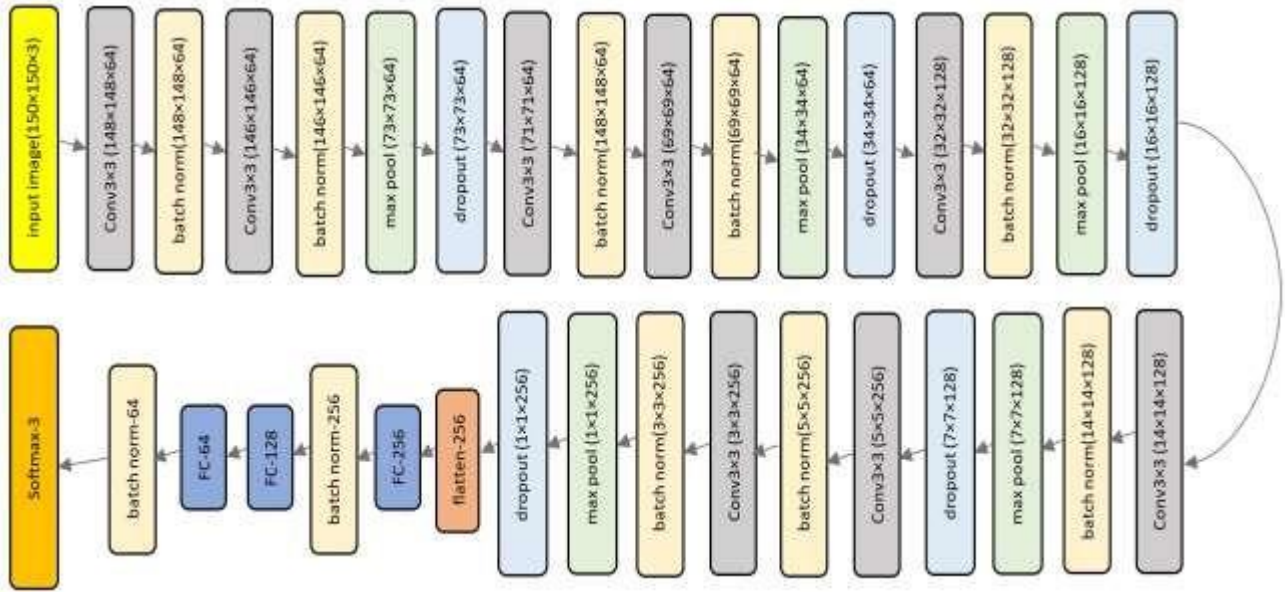 input image(150×150×3)
Conv3×3 (148×148×64)
batch norm(148×148×64)
Conv3×3 (146×146×64)
batch norm(146×146×64)
max pool (73×73×64)
dropout (73×73×64)
Conv3×3 (71×71×64)
batch norm(148×148×64)
Conv3×3 (69×69×64)
batch norm(69×69×64)
max pool (34×34×64)
dropout (34×34×64)
Conv3×3 (32×32×128)
batch norm(32×32×128)
max pool (16×16×128)
dropout (16×16×128)
Conv3×3 (14×14×128)
batch norm(14×14×128)
max pool (7×7×128)
dropout (7×7×128)
Conv3×3 (5×5×256)
batch norm(5×5×256)
Conv3×3 (3×3×256)
batch norm(3×3×256)
max pool (1×1×256)
dropout (1×1×256)
flatten-256
FC-256
batch norm-256
FC-128
FC-64
batch norm-64
Softmax-3